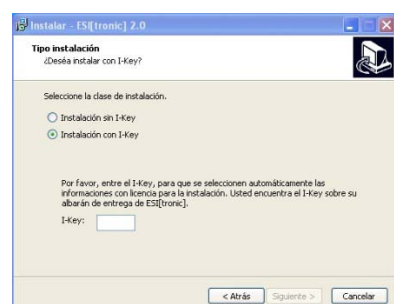 Instalar - ESI[tronic] 2.0
Tipo instalación
¿Deséa instalar con I-Key?
Seleccione la clase de instalación.
Instalación sin I-Key
Instalación con I-Key
Por favor, entre el I-Key, para que se seleccionen automáticamente las
informaciones con licencia para la instalación. Usted encuentra el I-Key sobre su
albarán de entrega de ESI[tronic].
I-Key:
< Atrás Siguiente > Cancelar